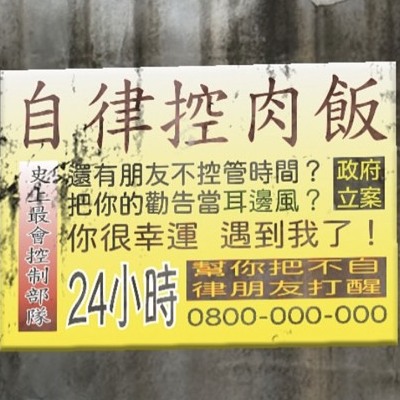 自律控肉飯
史上最會控制部隊
還有朋友不控管時間？
把你的勸告當耳邊風？
政府
立案
你很幸運 遇到我了！
24小時
幫你把不自
律朋友打醒
0800-000-000